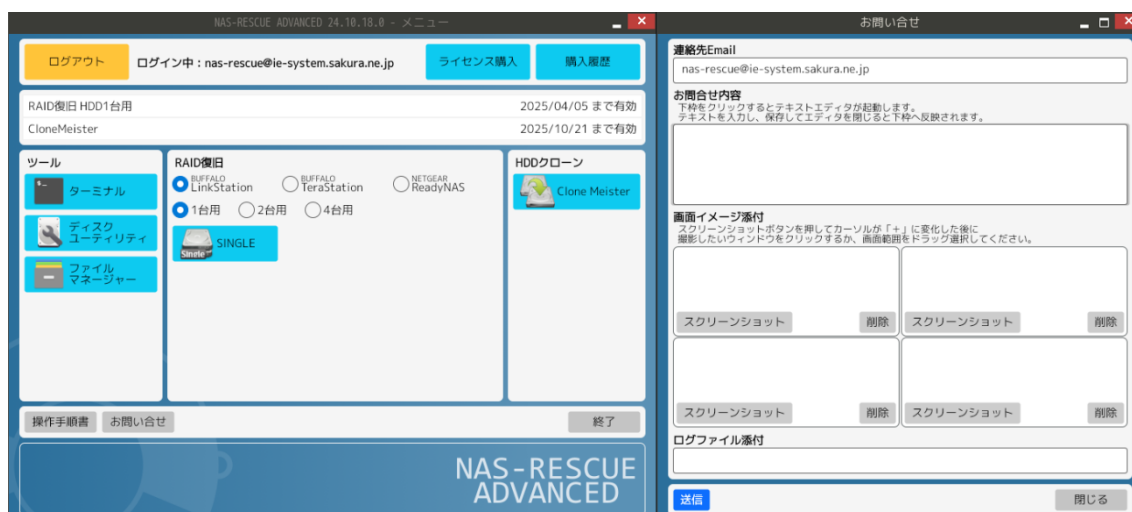 NAS-RESCUE ADVANCED 24.10.18.0 - メニュー
ログアウト
ログイン中 : nas-rescue@ie-system.sakura.ne.jp
ライセンス購入
購入履歴
RAID復旧 HDD1台用
2025/04/05 まで有効
CloneMeister
2025/10/21 まで有効
ツール
ターミナル
ディスク
ユーティリティ
ファイル
マネージャー
RAID復旧
BUFFALO
LinkStation
BUFFALO
TeraStation
NETGEAR
ReadyNAS
1台用
2台用
4台用
Single
SINGLE
HDDクローン
Clone Meister
操作手順書
お問い合せ
終了
NAS-RESCUE
ADVANCED
お問い合せ
連絡先Email
nas-rescue@ie-system.sakura.ne.jp
お問合せ内容
下枠をクリックするとテキストエディタが起動します。
テキストを入力し、保存してエディタを閉じると下枠へ反映されます。
画面イメージ添付
スクリーンショットボタンを押してカーソルが「+」に変化した後に
撮影したいウィンドウをクリックするか、画面範囲をドラッグ選択してください。
スクリーンショット
削除
スクリーンショット
削除
スクリーンショット
削除
スクリーンショット
削除
ログファイル添付
送信
閉じる